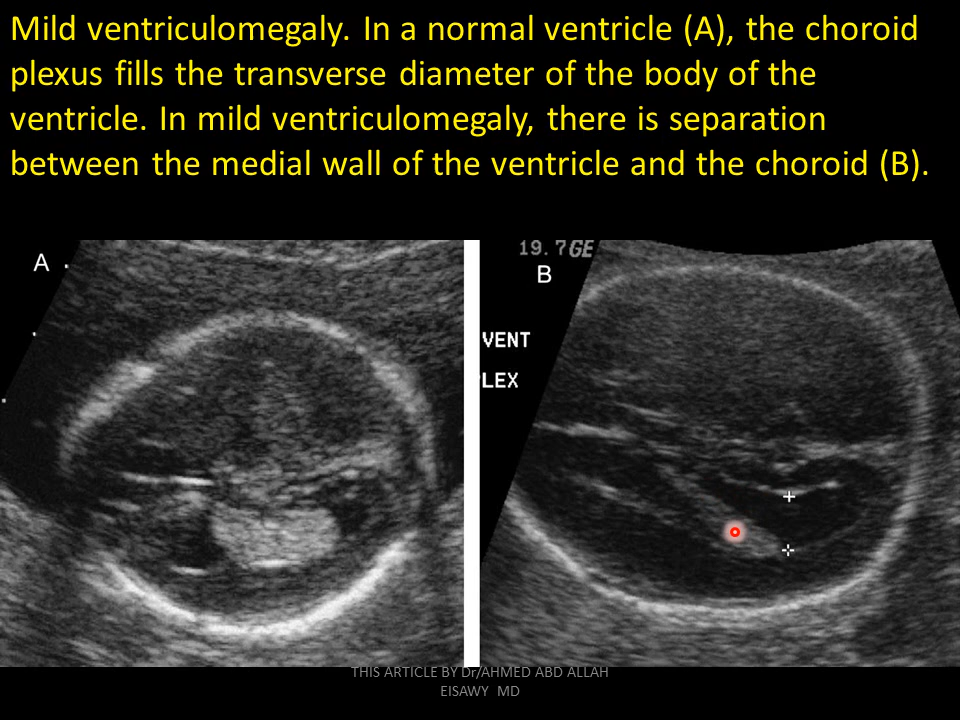 Mild ventriculomegaly. In a normal ventricle (A), the choroid
plexus fills the transverse diameter of the body of the
ventricle. In mild ventriculomegaly, there is separation
between the medial wall of the ventricle and the choroid (B).
A
19.7GE
B
VENT
PLEX
THIS ARTICLE BY Dr/AHMED ABD ALLAH
EISAWY MD